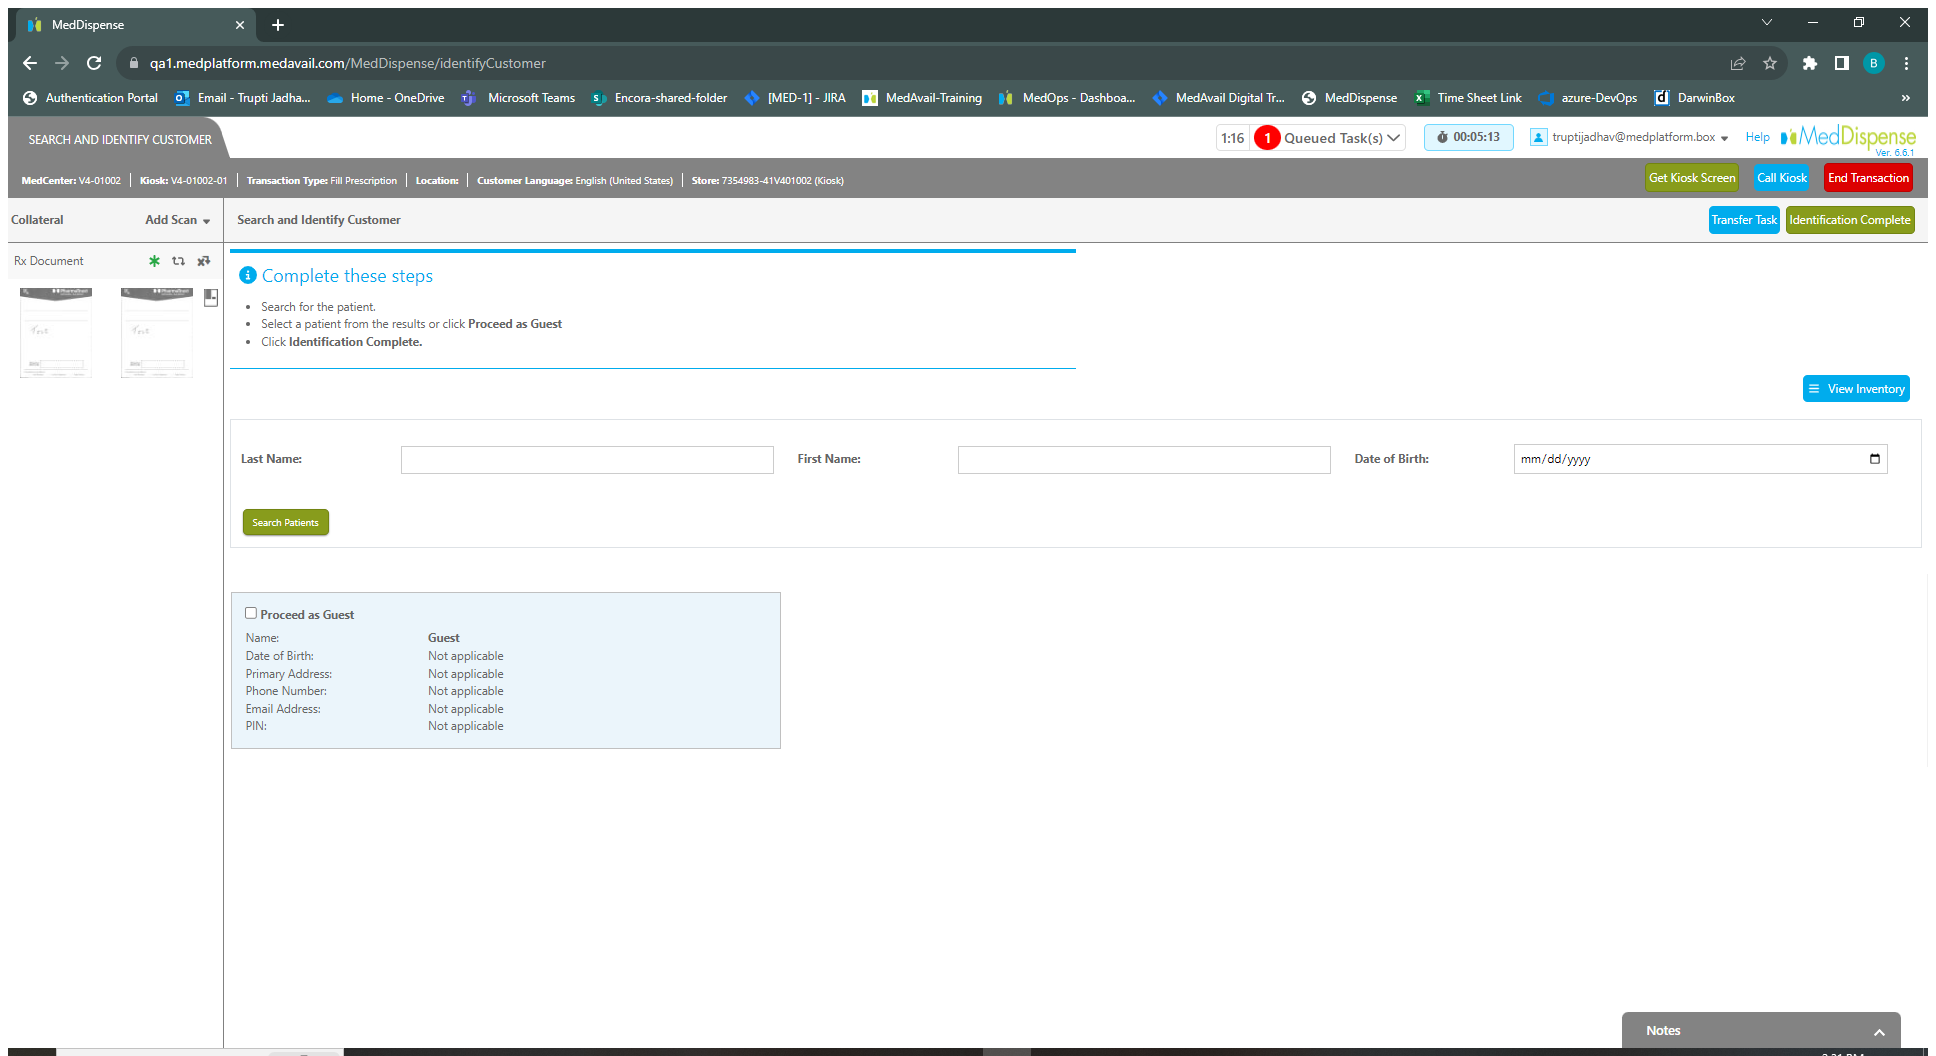 MedDispense
qa1.medplatform.medavail.com/MedDispense/identifyCustomer
B
Authentication Portal
Email - Trupti Jadha...
Home - OneDrive
Microsoft Teams
Encora-shared-folder
[MED-1] - JIRA
MedAvail-Training
MedOps - Dashboa...
MedAvail Digital Tr...
MedDispense
Time Sheet Link
azure-DevOps
DarwinBox
»
SEARCH AND IDENTIFY CUSTOMER
1:16 1 Queued Task(s)
00:05:13
truptijadhav@medplatform.box
Help
MedDispense
Ver. 6.6.1
MedCenter: V4-01002 | Kiosk: V4-01002-01 | Transaction Type: Fill Prescription | Location: | Customer Language: English (United States) | Store: 7354983-41V401002 (Kiosk)
Get Kiosk Screen
Call Kiosk
End Transaction
Collateral
Add Scan
Search and Identify Customer
Transfer Task
Identification Complete
Rx Document
Complete these steps
• Search for the patient.
• Select a patient from the results or click Proceed as Guest
• Click Identification Complete.
View Inventory
Last Name:
First Name:
Date of Birth:
mm/dd/yyyy
Search Patients
Proceed as Guest
Name: Guest
Date of Birth: Not applicable
Primary Address: Not applicable
Phone Number: Not applicable
Email Address: Not applicable
PIN: Not applicable
Notes